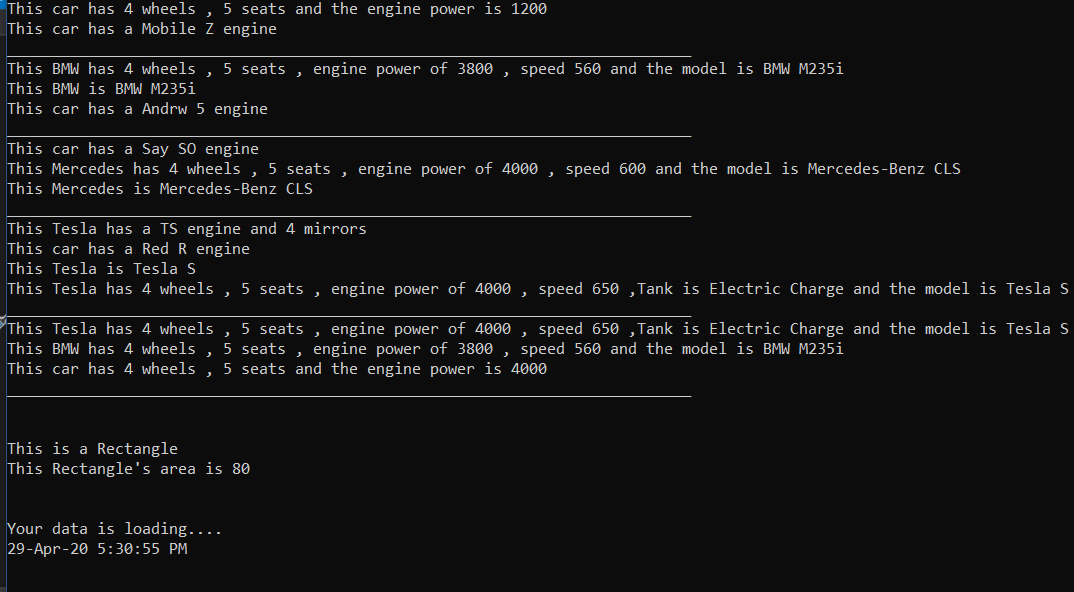 This car has 4 wheels , 5 seats and the engine power is 1200
This car has a Mobile Z engine
____________________________________________________________________________
This BMW has 4 wheels , 5 seats , engine power of 3800 , speed 560 and the model is BMW M235i
This BMW is BMW M235i
This car has a Andrw 5 engine
____________________________________________________________________________
This car has a Say SO engine
This Mercedes has 4 wheels , 5 seats , engine power of 4000 , speed 600 and the model is Mercedes-Benz CLS
This Mercedes is Mercedes-Benz CLS
____________________________________________________________________________
This Tesla has a TS engine and 4 mirrors
This car has a Red R engine
This Tesla is Tesla S
This Tesla has 4 wheels , 5 seats , engine power of 4000 , speed 650 ,Tank is Electric Charge and the model is Tesla S
____________________________________________________________________________
This Tesla has 4 wheels , 5 seats , engine power of 4000 , speed 650 ,Tank is Electric Charge and the model is Tesla S
This BMW has 4 wheels , 5 seats , engine power of 3800 , speed 560 and the model is BMW M235i
This car has 4 wheels , 5 seats and the engine power is 4000
____________________________________________________________________________
This is a Rectangle
This Rectangle's area is 80
Your data is loading....
29-Apr-20 5:30:55 PM